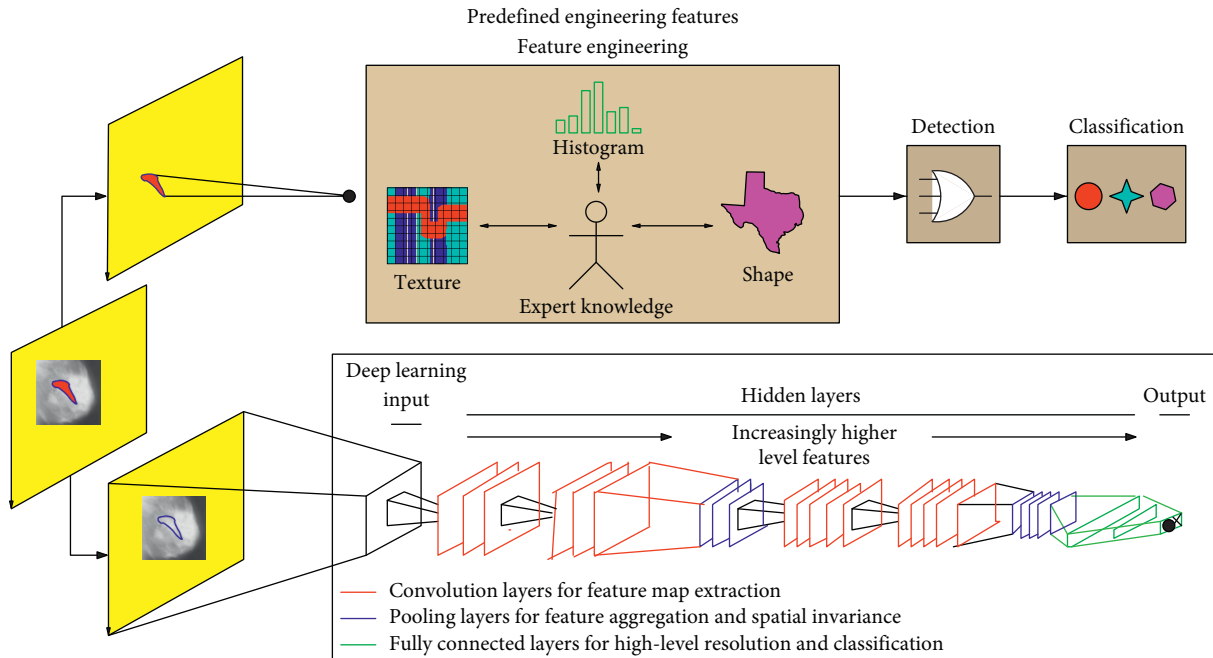 Predefined engineering features
Feature engineering
Histogram
Texture
Expert knowledge
Shape
Detection
Classification
Deep learning
input
Hidden layers
Output
Increasingly higher
level features
Convolution layers for feature map extraction
Pooling layers for feature aggregation and spatial invariance
Fully connected layers for high-level resolution and classification